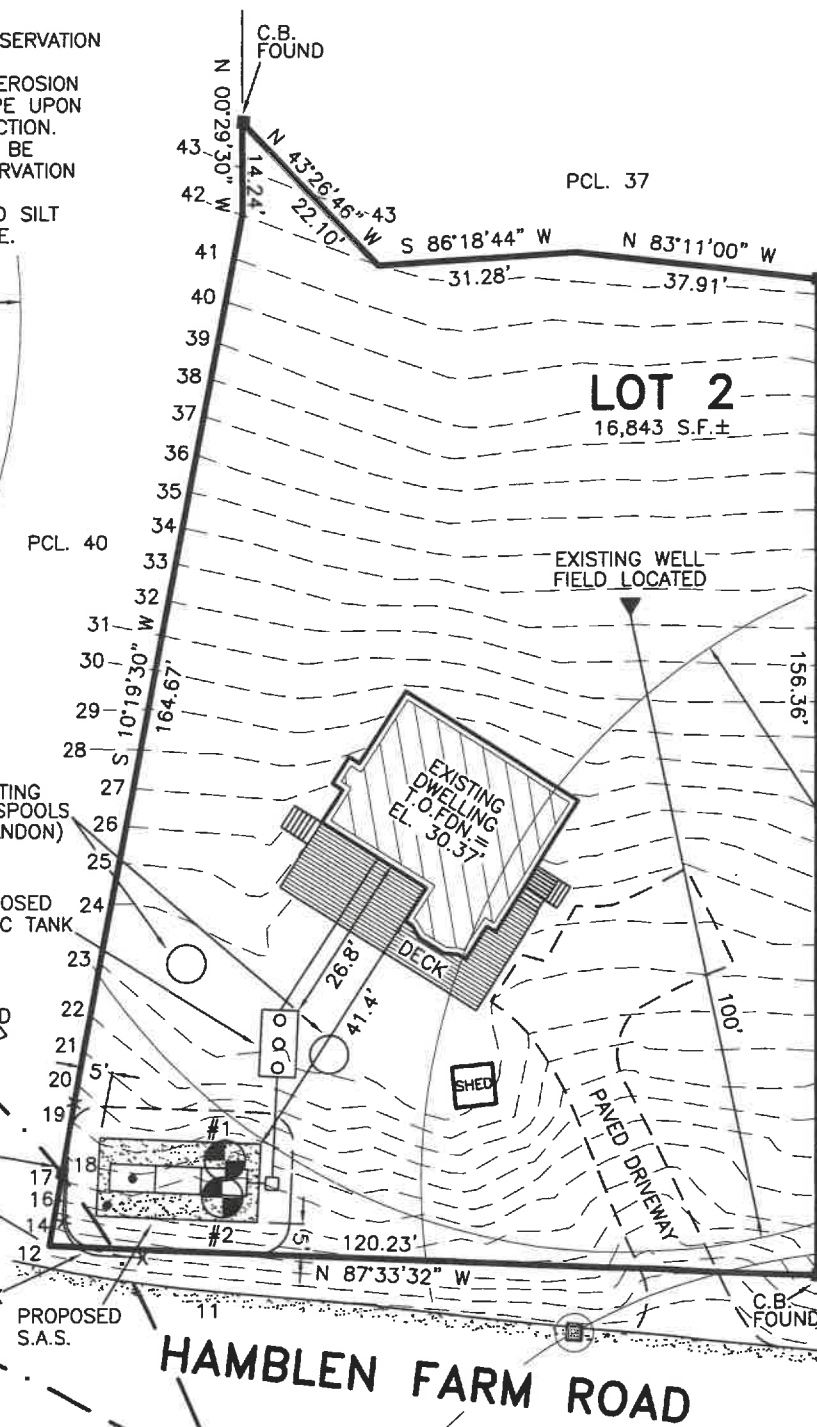 SERVATION
EROSION
PE UPON
CTION.
BE
RVATION
D SILT
E.
C.B.
FOUND
N 00°29'30" W
14.24'
N 43°26'46" W
22.10'
43
43
42
41
40
39
38
37
36
35
34
33
32
31
30
29
28
27
26
25
24
23
22
21
20
19
18
17
16
14
12
11
PCL. 37
S 86°18'44" W
31.28'
N 83°11'00" W
37.91'
LOT 2
16,843 S.F.±
PCL. 40
EXISTING WELL
FIELD LOCATED
156.36'
S 10°19'30" W
164.67'
EXISTING
DWELLING
T.O.FDN.=
EL. 30.37'
TING
SPOOLS
NDON)
OSED
C TANK
D
DECK
26.8'
41.4'
100'
SHED
PAVED DRIVEWAY
5'
#1
#2
5'
120.23'
N 87°33'32" W
X
X
C.B.
FOUND
PROPOSED
S.A.S.
HAMBLEN FARM ROAD